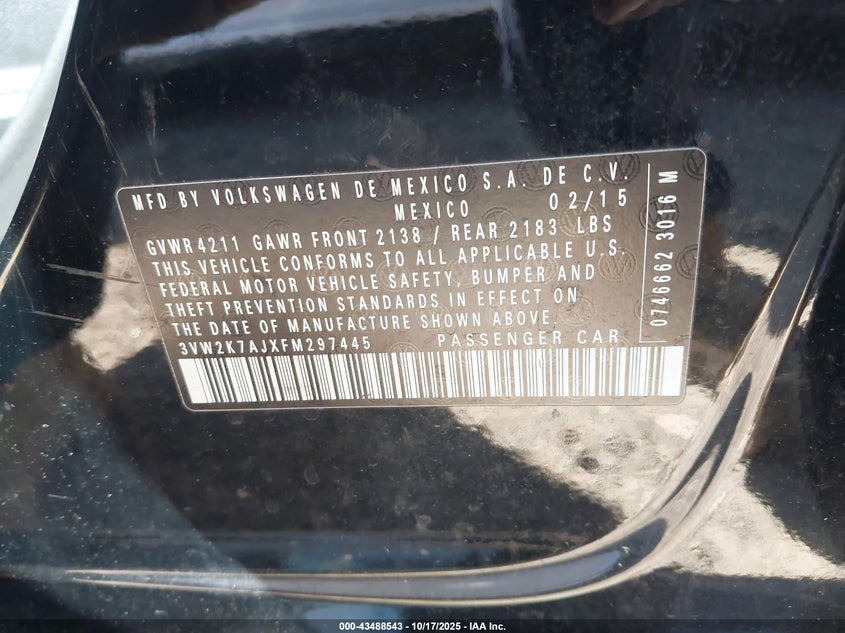 MFD BY VOLKSWAGEN DE MEXICO S.A. DE C.V.
MEXICO 02/15
GVWR 4211 GAWR FRONT 2138 / REAR 2183 LBS
THIS VEHICLE CONFORMS TO ALL APPLICABLE U.S.
FEDERAL MOTOR VEHICLE SAFETY, BUMPER AND
THEFT PREVENTION STANDARDS IN EFFECT ON
THE DATE OF MANUFACTURE SHOWN ABOVE.
3VW2K7AJXFM297445 PASSENGER CAR
0746662 3016 M
000-43488543 - 10/17/2025 - IAA Inc.